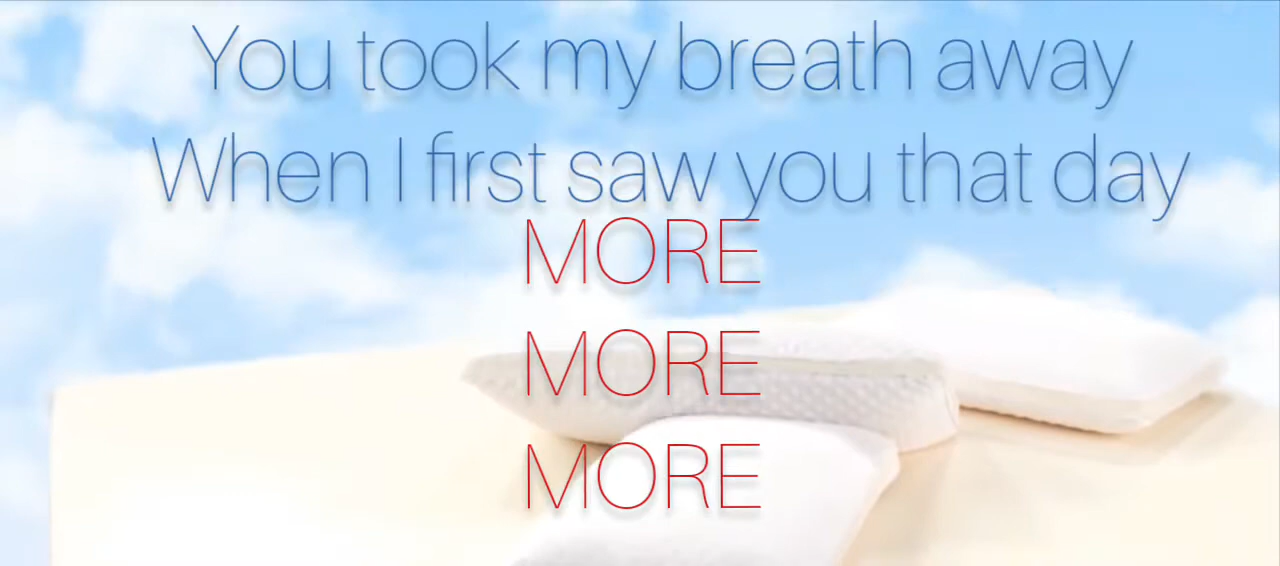 You took my breath away
When I first saw you that day
MORE
MORE
MORE